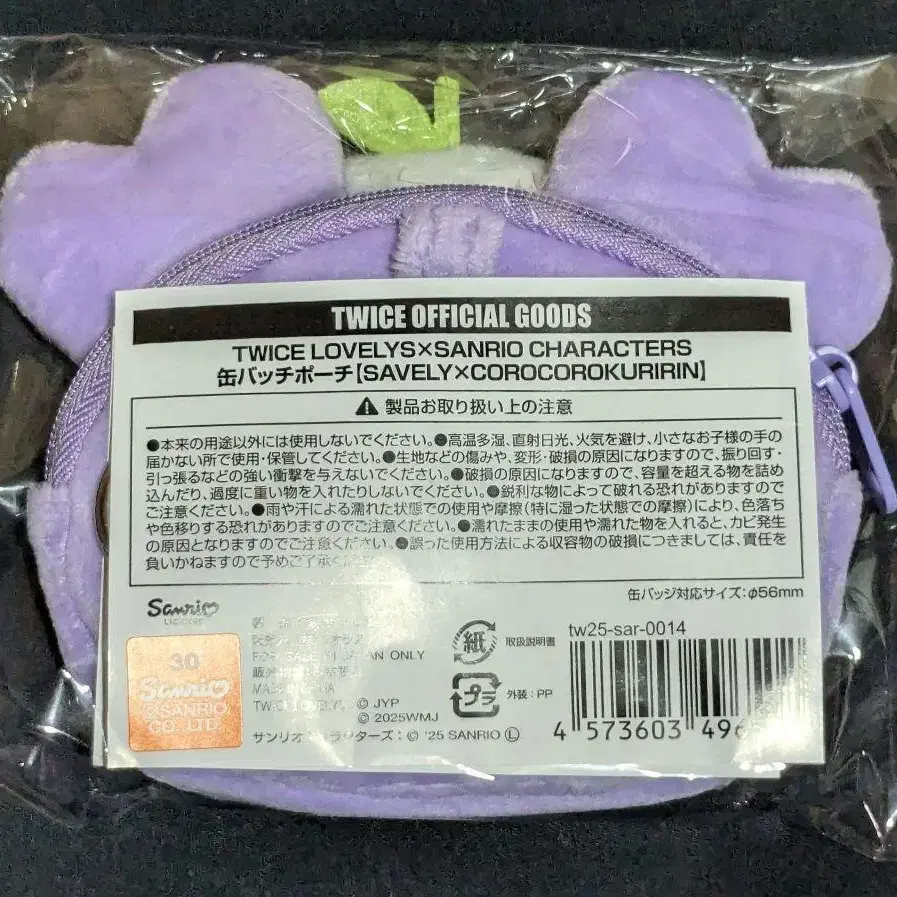 TWICE OFFICIAL GOODS
TWICE LOVELYS×SANRIO CHARACTERS
缶バッチポーチ【SAVELY×COROCOROKURIRIN】
製品お取り扱い上の注意
●本来の用途以外には使用しないでください。●高温多湿、直射日光、火気を避け、小さなお子様の手の
届かない所で使用・保管してください。●生地などの傷みや、変形・破損の原因になりますので、振り回す・
引っ張るなどの強い衝撃を与えないでください。●破損の原因になりますので、容量を超える物を詰め
込んだり、過度に重い物を入れたりしないでください。●鋭利な物によって破れる恐れがありますので
ご注意ください。●雨や汗による濡れた状態での使用や摩擦(特に湿った状態での摩擦)により、色落ち
や色移りする恐れがありますのでご注意ください。●濡れたままの使用や濡れた物を入れると、カビ発生
の原因となりますのでご注意ください。●誤った使用方法による収容物の破損につきましては、責任を
負いかねますので予めご了承く
缶バッジ対応サイズ:φ56mm
Sanrio
LICENSED
30
Sanrio
©SANRIO
CO.,LTD.
FOR SALE IN JAPAN ONLY
© JYP
© 2025WMJ
サンリオキャラクターズ:© '25 SANRIO Ⓛ
紙
取扱説明書
プラ
外装:PP
tw25-sar-0014
4 573603 496